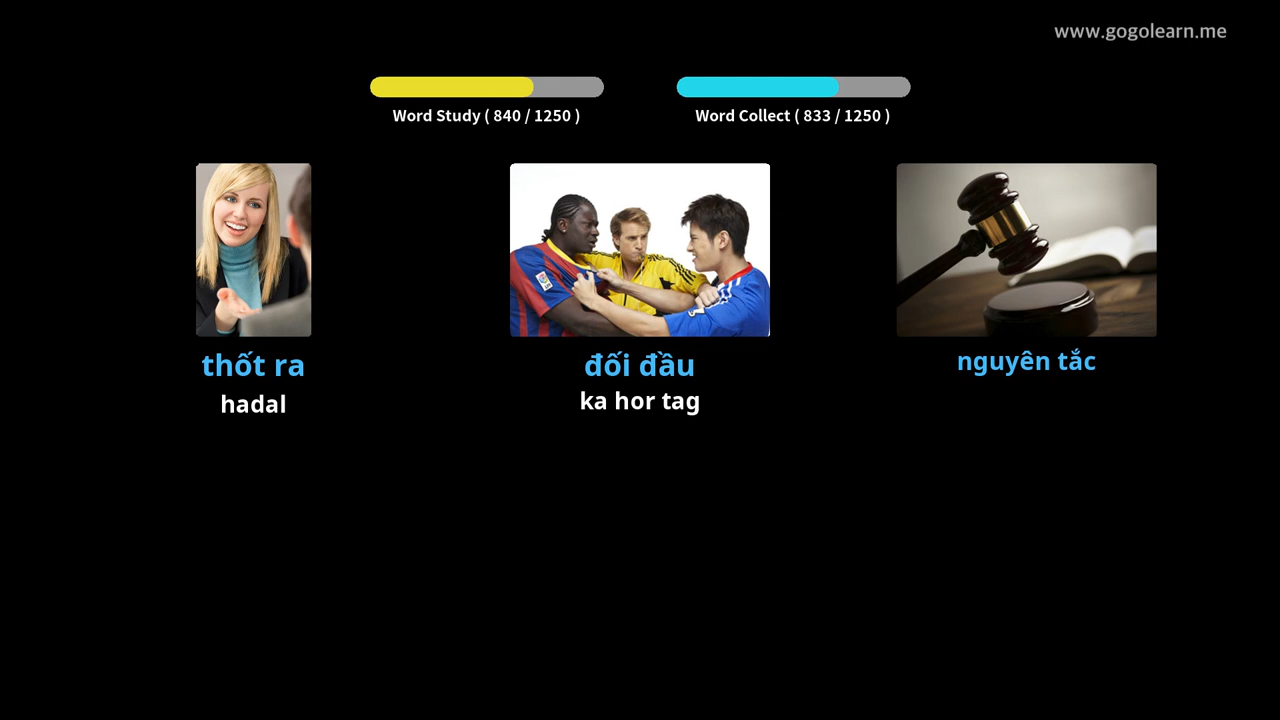 www.gogolearn.me
Word Study ( 840 / 1250 )
Word Collect ( 833 / 1250 )
thốt ra
hadal
đối đầu
ka hor tag
nguyên tắc